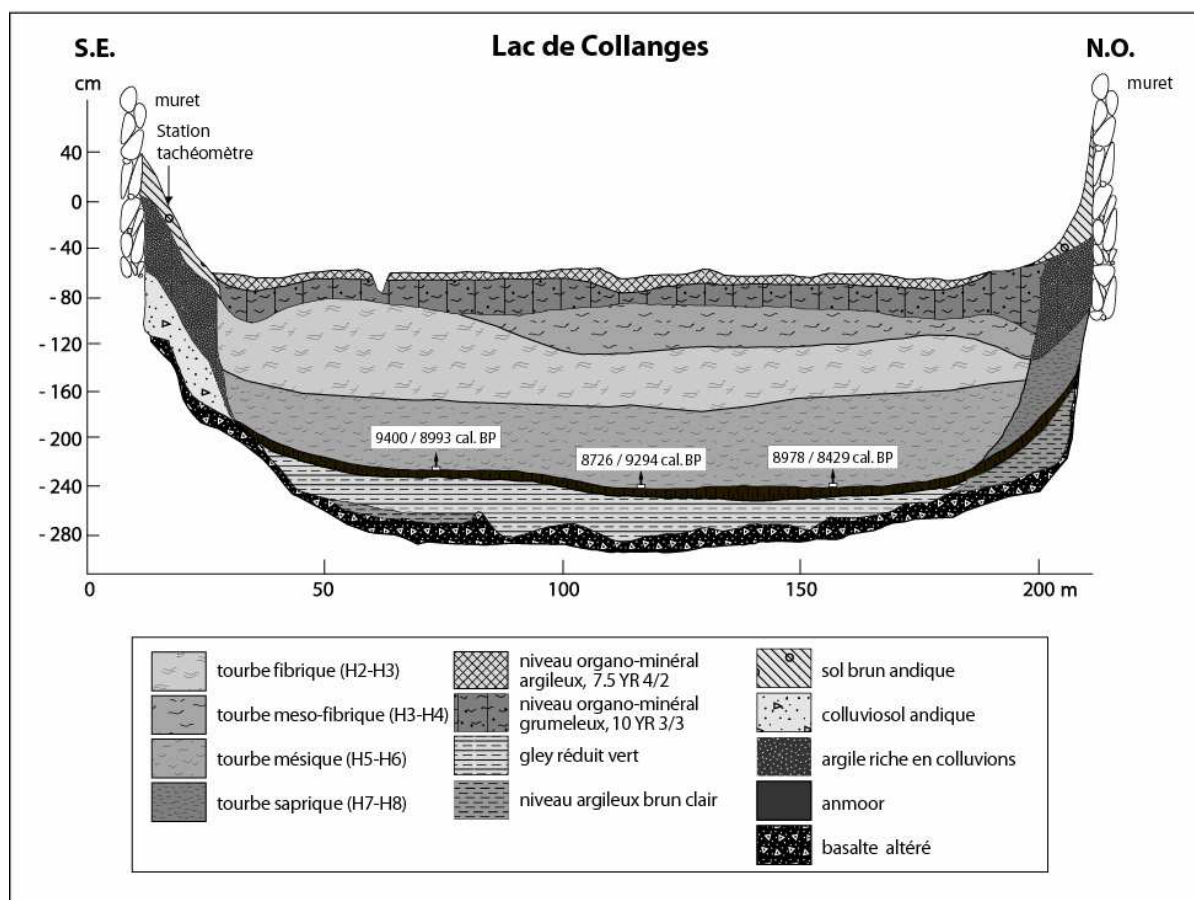 S.E.
Lac de Collanges
N.O.
cm
muret
muret
Station
tachéomètre
40
0
- 40
- 80
- 120
- 160
- 200
- 240
- 280
9400 / 8993 cal. BP
8726 / 9294 cal. BP
8978 / 8429 cal. BP
0
50
100
150
200 m
tourbe fibrique (H2-H3)
tourbe meso-fibrique (H3-H4)
tourbe mésique (H5-H6)
tourbe saprique (H7-H8)
niveau organo-minéral
argileux, 7.5 YR 4/2
niveau organo-minéral
grumeleux, 10 YR 3/3
gley réduit vert
niveau argileux brun clair
sol brun andique
colluviosol andique
argile riche en colluvions
anmoor
basalte altéré